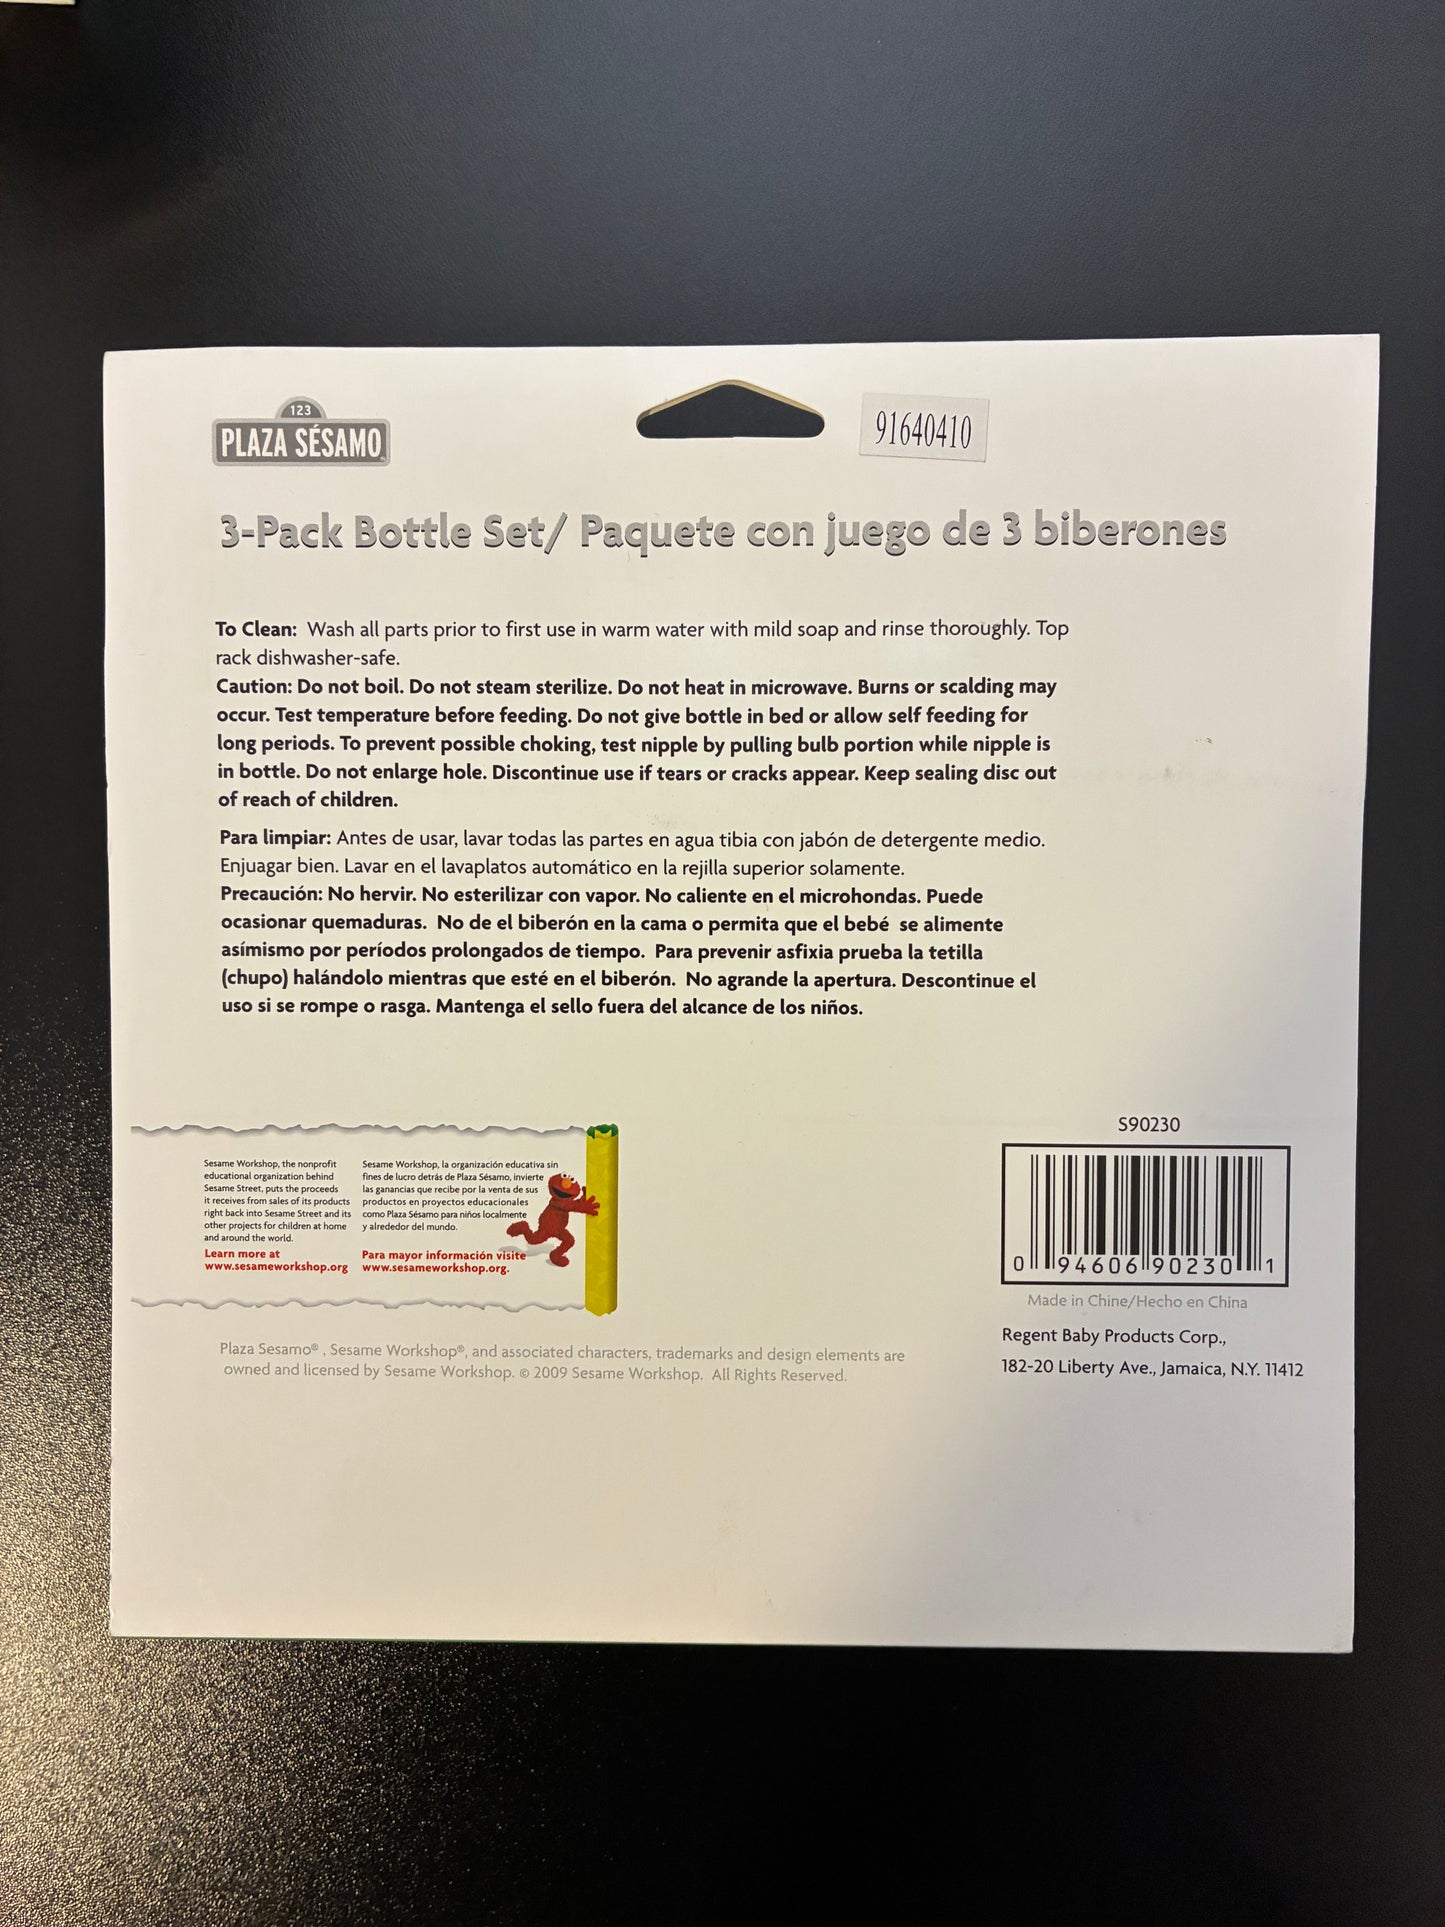 123
PLAZA SÉSAMO
91640410
3-Pack Bottle Set/ Paquete con juego de 3 biberones
To Clean: Wash all parts prior to first use in warm water with mild soap and rinse thoroughly. Top
rack dishwasher-safe.
Caution: Do not boil. Do not steam sterilize. Do not heat in microwave. Burns or scalding may
occur. Test temperature before feeding. Do not give bottle in bed or allow self feeding for
long periods. To prevent possible choking, test nipple by pulling bulb portion while nipple is
in bottle. Do not enlarge hole. Discontinue use if tears or cracks appear. Keep sealing disc out
of reach of children.
Para limpiar: Antes de usar, lavar todas las partes en agua tibia con jabón de detergente medio.
Enjuagar bien. Lavar en el lavaplatos automático en la rejilla superior solamente.
Precaución: No hervir. No esterilizar con vapor. No caliente en el microhondas. Puede
ocasionar quemaduras. No de el biberón en la cama o permita que el bebé se alimente
asímismo por períodos prolongados de tiempo. Para prevenir asfixia prueba la tetilla
(chupo) halándolo mientras que esté en el biberón. No agrande la apertura. Descontinue el
uso si se rompe o rasga. Mantenga el sello fuera del alcance de los niños.
Sesame Workshop, the nonprofit
educational organization behind
Sesame Street, puts the proceeds
it receives from sales of its products
right back into Sesame Street and its
other projects for children at home
and around the world.
Learn more at
www.sesameworkshop.org
Sesame Workshop, la organización educativa sin
fines de lucro detrás de Plaza Sésamo, invierte
las ganancias que recibe por la venta de sus
productos en proyectos educacionales
como Plaza Sésamo para niños localmente
y alrededor del mundo.
Para mayor información visite
www.sesameworkshop.org.
S90230
0 94606 90230 1
Made in Chine/Hecho en China
Regent Baby Products Corp.,
182-20 Liberty Ave., Jamaica, N.Y. 11412
Plaza Sesamo® , Sesame Workshop®, and associated characters, trademarks and design elements are
owned and licensed by Sesame Workshop. © 2009 Sesame Workshop. All Rights Reserved.